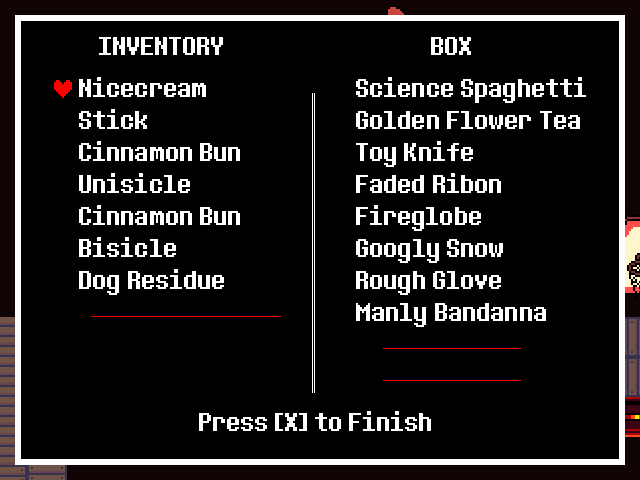 INVENTORY
BOX
Nicecream
Stick
Cinnamon Bun
Unisicle
Cinnamon Bun
Bisicle
Dog Residue
Science Spaghetti
Golden Flower Tea
Toy Knife
Faded Ribon
Fireglobe
Googly Snow
Rough Glove
Manly Bandanna
Press [X] to Finish